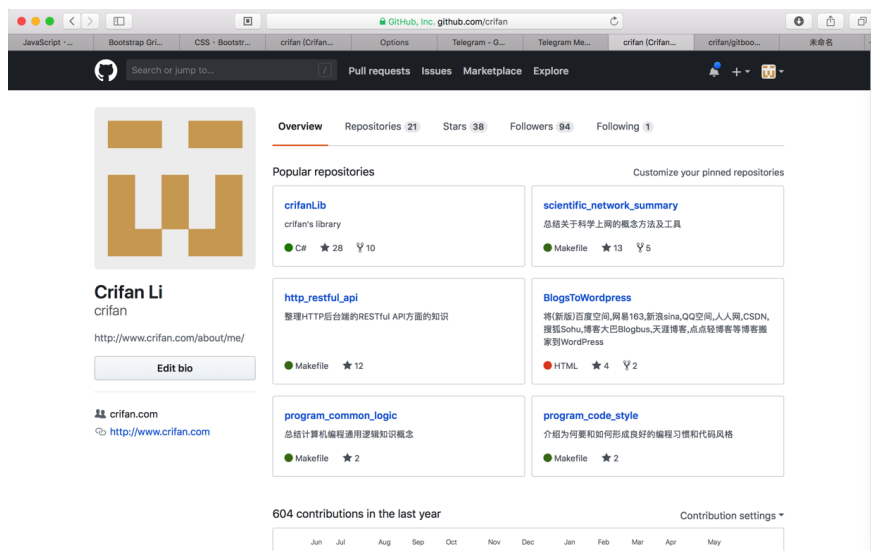 GitHub, Inc. github.com/crifan
JavaScript - ... Bootstrap Gri... CSS · Bootstr... crifan (Crifan... Options Telegram - G... Telegram Me... crifan (Crifan... crifan/gitboo... 未命名
Search or jump to... / Pull requests Issues Marketplace Explore
Overview Repositories 21 Stars 38 Followers 94 Following 1
Popular repositories Customize your pinned repositories
crifanLib
crifan's library
C# 28 10
scientific_network_summary
总结关于科学上网的概念方法及工具
Makefile 13 5
http_restful_api
整理HTTP后台端的RESTful API方面的知识
Makefile 12
BlogsToWordpress
将(新版)百度空间,网易163,新浪sina,QQ空间,人人网,CSDN,
搜狐Sohu,博客大巴Blogbus,天涯博客,点点轻博客等博客搬
家到WordPress
HTML 4 2
program_common_logic
总结计算机编程通用逻辑知识概念
Makefile 2
program_code_style
介绍为何要和如何形成良好的编程习惯和代码风格
Makefile 2
Crifan Li
crifan
http://www.crifan.com/about/me/
Edit bio
crifan.com
http://www.crifan.com
604 contributions in the last year Contribution settings
Jun Jul Aug Sep Oct Nov Dec Jan Feb Mar Apr May